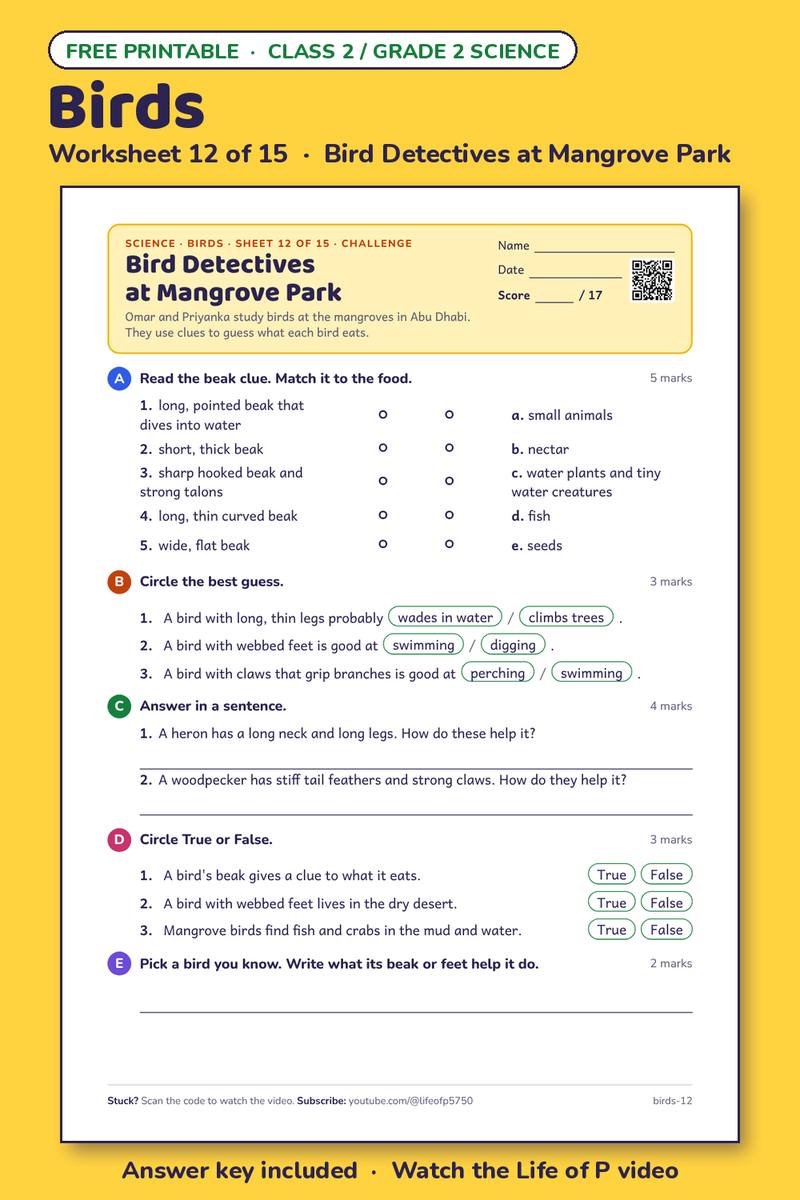 FREE PRINTABLE · CLASS 2 / GRADE 2 SCIENCE
Birds
Worksheet 12 of 15 · Bird Detectives at Mangrove Park
SCIENCE · BIRDS · SHEET 12 OF 15 · CHALLENGE
Bird Detectives
at Mangrove Park
Omar and Priyanka study birds at the mangroves in Abu Dhabi.
They use clues to guess what each bird eats.
Name
Date
Score / 17
A Read the beak clue. Match it to the food. 5 marks
1. long, pointed beak that
dives into water
a. small animals
2. short, thick beak
b. nectar
3. sharp hooked beak and
strong talons
c. water plants and tiny
water creatures
4. long, thin curved beak
d. fish
5. wide, flat beak
e. seeds
B Circle the best guess. 3 marks
1. A bird with long, thin legs probably wades in water / climbs trees .
2. A bird with webbed feet is good at swimming / digging .
3. A bird with claws that grip branches is good at perching / swimming .
C Answer in a sentence. 4 marks
1. A heron has a long neck and long legs. How do these help it?
2. A woodpecker has stiff tail feathers and strong claws. How do they help it?
D Circle True or False. 3 marks
1. A bird's beak gives a clue to what it eats. True False
2. A bird with webbed feet lives in the dry desert. True False
3. Mangrove birds find fish and crabs in the mud and water. True False
E Pick a bird you know. Write what its beak or feet help it do. 2 marks
Stuck? Scan the code to watch the video. Subscribe: youtube.com/@lifeofp5750
birds-12
Answer key included · Watch the Life of P video